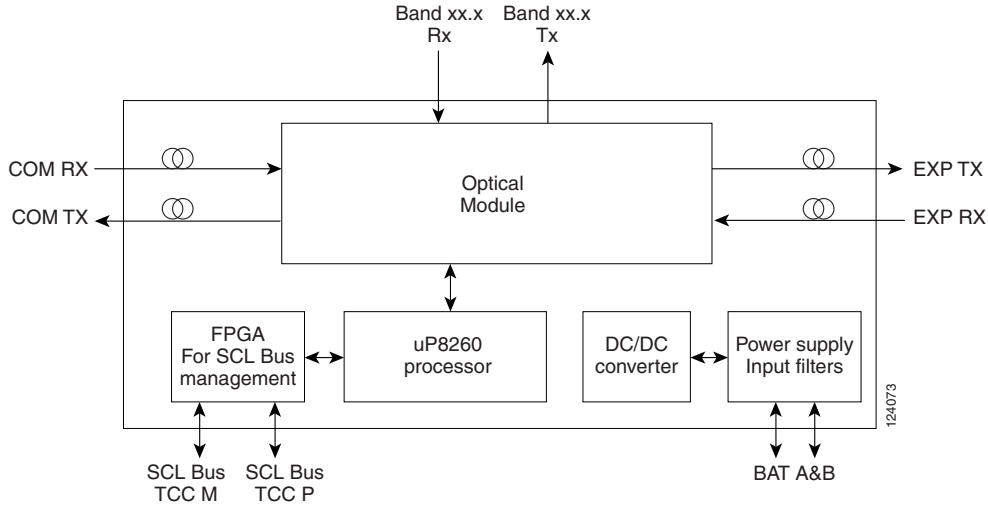 Band xx.x
Rx
Band xx.x
Tx
COM RX
COM TX
Optical
Module
EXP TX
EXP RX
FPGA
For SCL Bus
management
uP8260
processor
DC/DC
converter
Power supply
Input filters
124073
SCL Bus
TCC M
SCL Bus
TCC P
BAT A&B